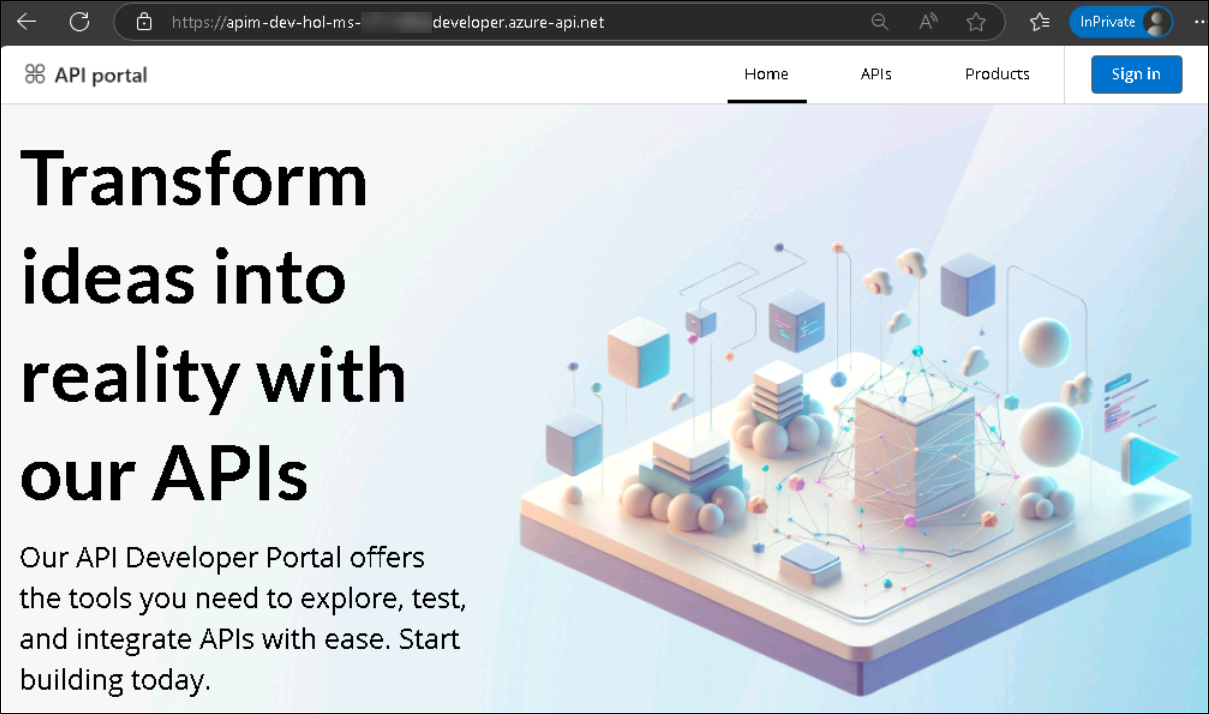 https://apim-dev-hol-ms- developer.azure-api.net
InPrivate
API portal
Home
APIs
Products
Sign in
Transform
ideas into
reality with
our APIs
Our API Developer Portal offers
the tools you need to explore, test,
and integrate APIs with ease. Start
building today.